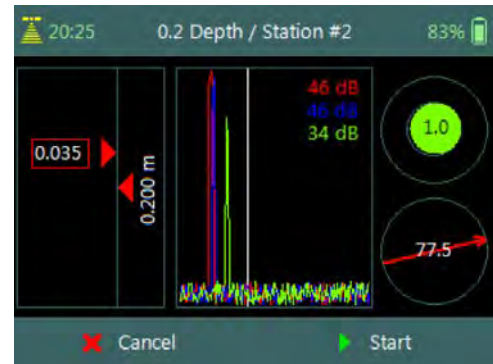 20:25 0.2 Depth / Station #2 83%
46 dB
46 dB
34 dB
1.0
0.035
0.200 m
77.5
Cancel Start